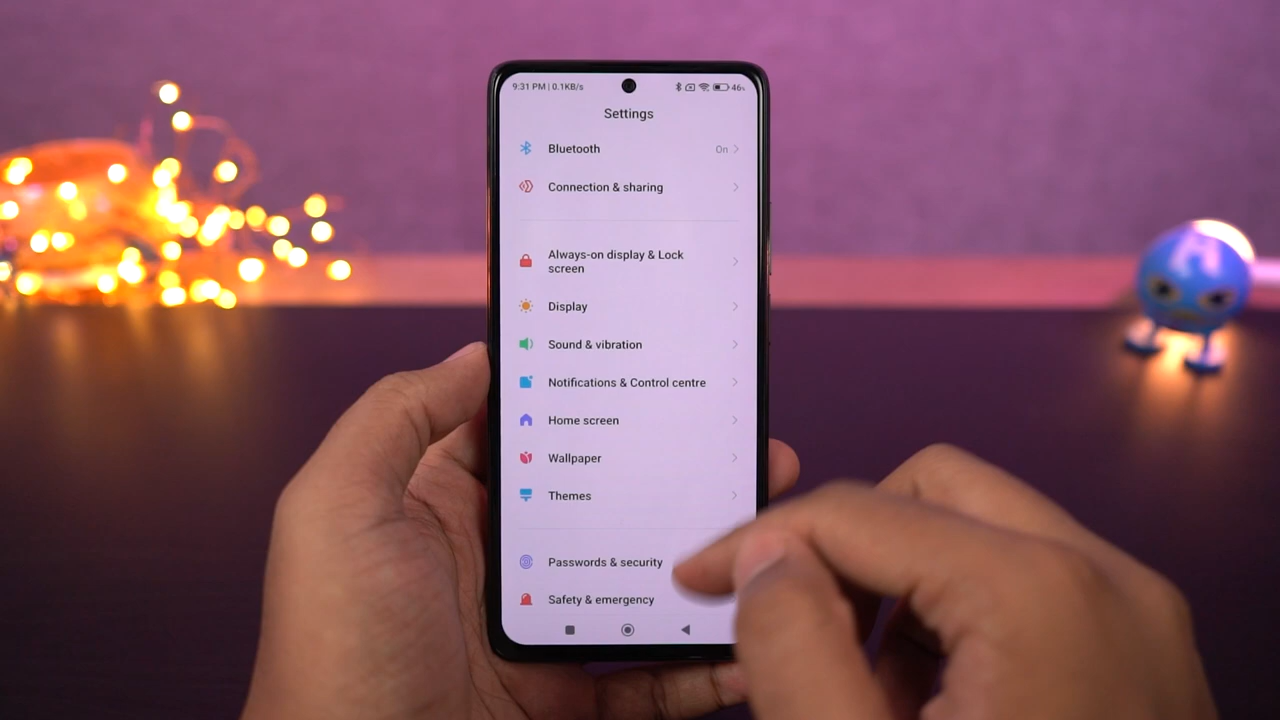 9:31 PM | 0.1KB/s 46%
Settings
Bluetooth On
Connection & sharing
Always-on display & Lock
screen
Display
Sound & vibration
Notifications & Control centre
Home screen
Wallpaper
Themes
Passwords & security
Safety & emergency